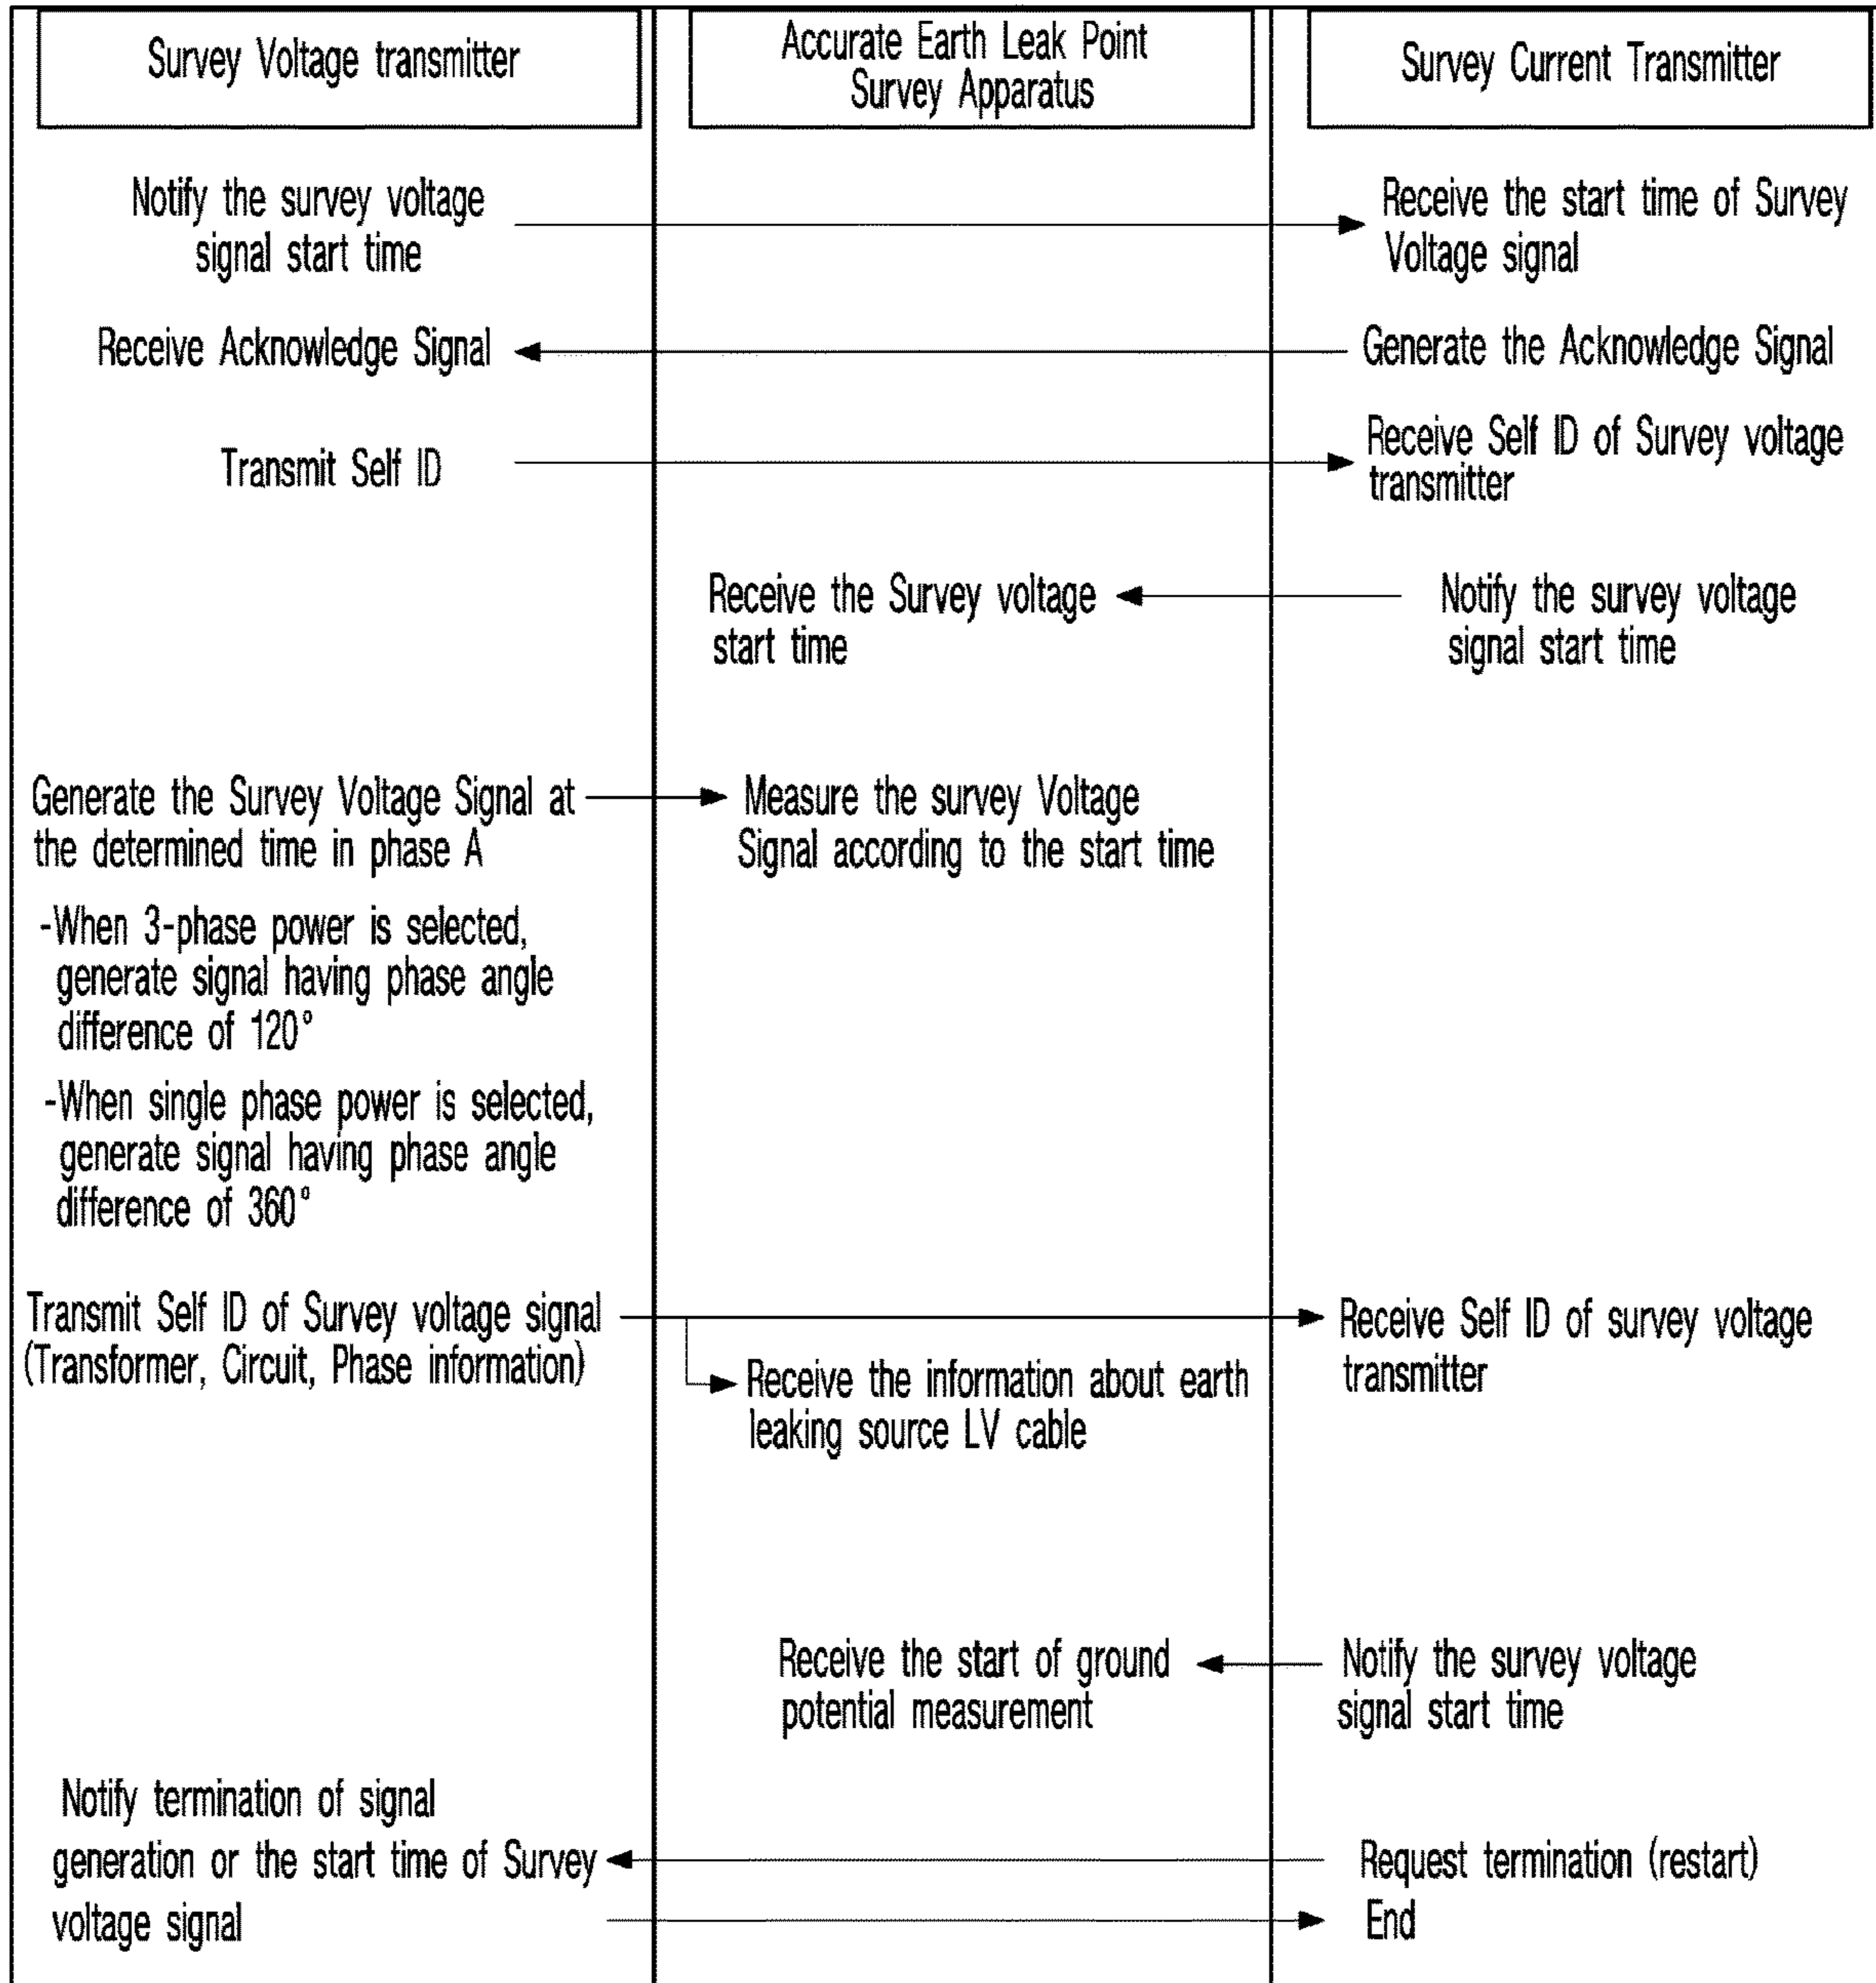 Survey Voltage transmitter
Accurate Earth Leak Point
Survey Apparatus
Survey Current Transmitter
Notify the survey voltage
signal start time
Receive the start time of Survey
Voltage signal
Receive Acknowledge Signal
Generate the Acknowledge Signal
Transmit Self ID
Receive Self ID of Survey voltage
transmitter
Receive the Survey voltage
start time
Notify the survey voltage
signal start time
Generate the Survey Voltage Signal at
the determined time in phase A
Measure the survey Voltage
Signal according to the start time
-When 3-phase power is selected,
generate signal having phase angle
difference of 120°
-When single phase power is selected,
generate signal having phase angle
difference of 360°
Transmit Self ID of Survey voltage signal
(Transformer, Circuit, Phase information)
Receive Self ID of survey voltage
transmitter
Receive the information about earth
leaking source LV cable
Receive the start of ground
potential measurement
Notify the survey voltage
signal start time
Notify termination of signal
generation or the start time of Survey
voltage signal
Request termination (restart)
End